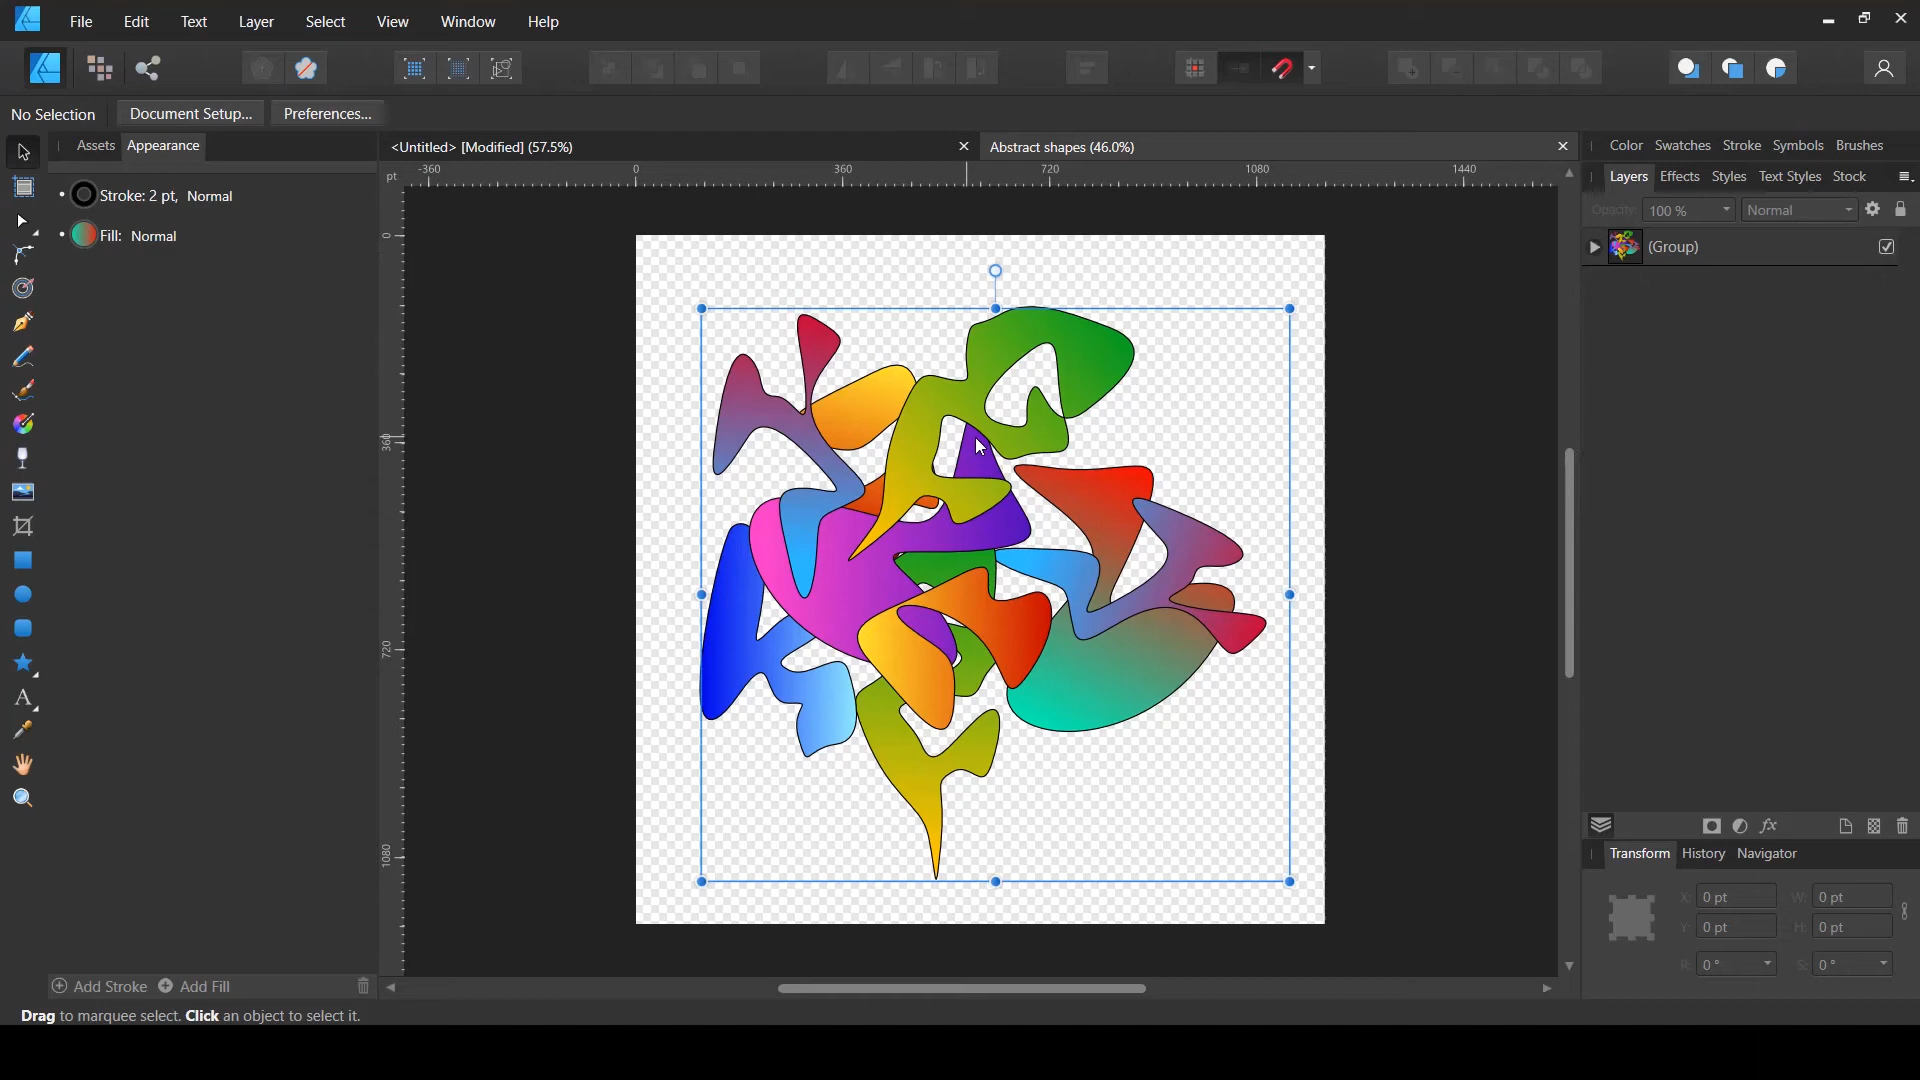 File Edit Text Layer Select View Window Help
No Selection Document Setup... Preferences...
Assets Appearance
<Untitled> [Modified] (57.5%)
Abstract shapes (46.0%)
Color Swatches Stroke Symbols Brushes
pt -360 0 360 720 1080 1440
Layers Effects Styles Text Styles Stock
Stroke: 2 pt, Normal
Opacity: 100 % Normal
Fill: Normal
0
(Group)
360
720
1080
fx
Transform History Navigator
X: 0 pt W: 0 pt
Y: 0 pt H: 0 pt
R: 0 ° S: 0 °
A
Add Stroke Add Fill
Drag to marquee select. Click an object to select it.